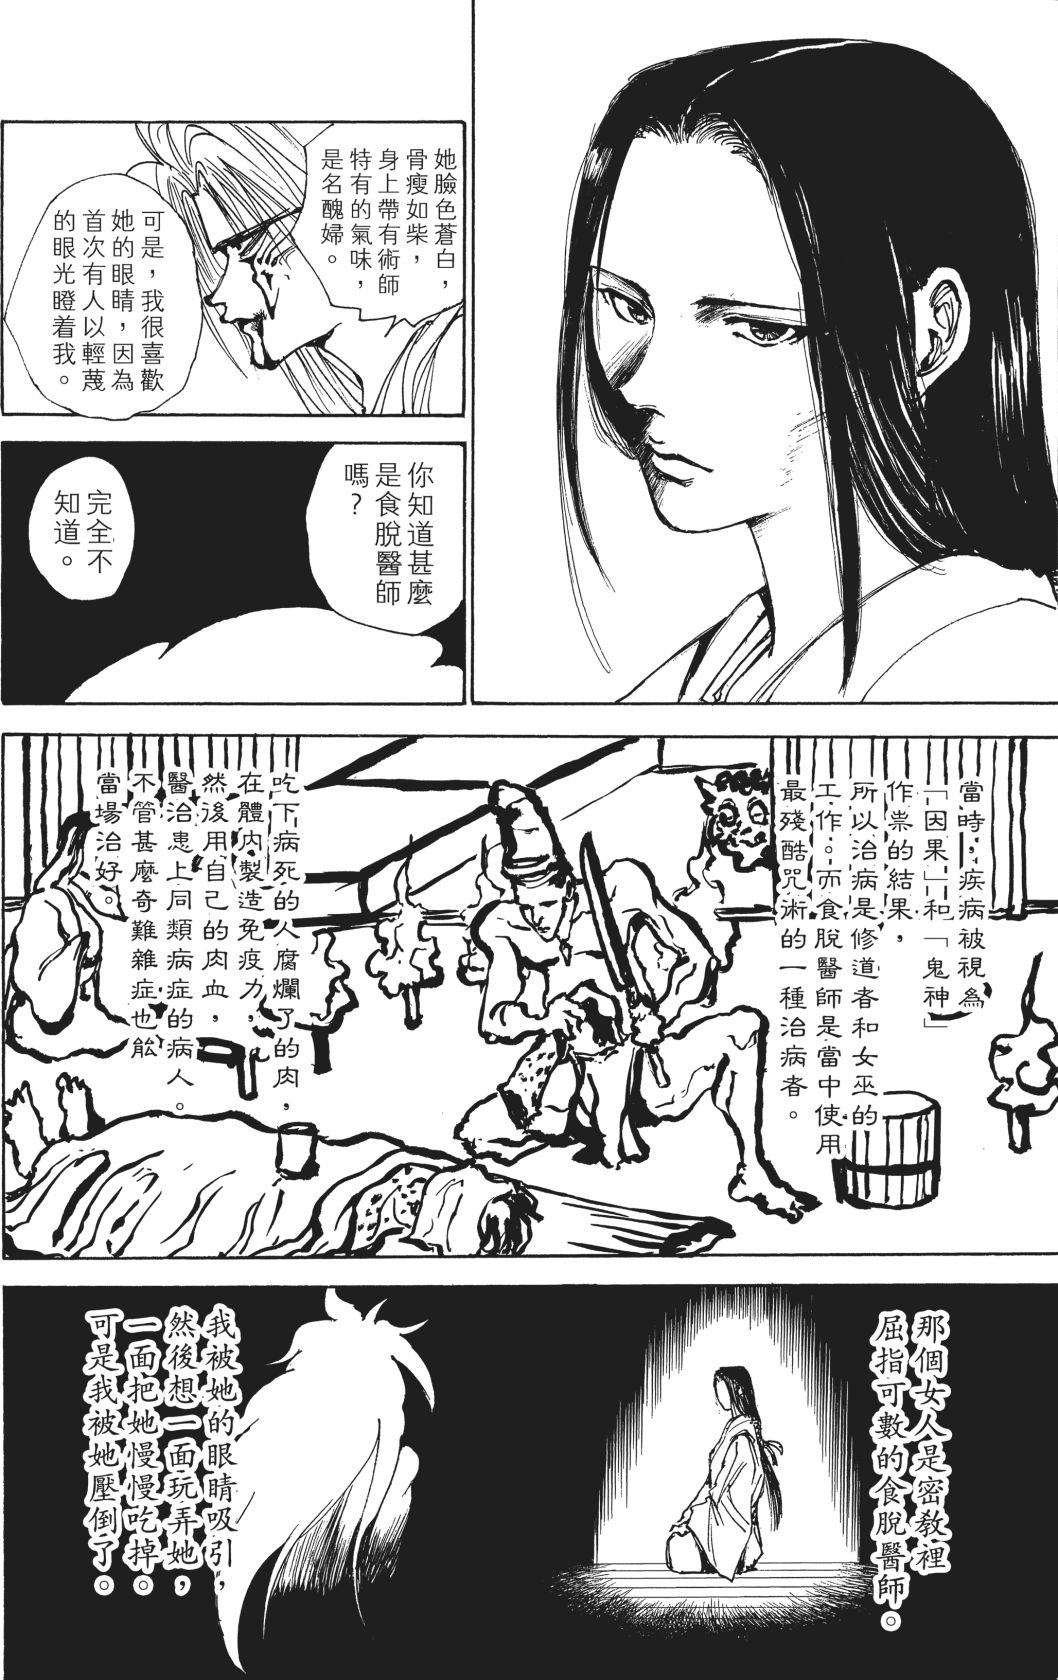 她臉色蒼白，
骨瘦如柴，
身上帶有術師
特有的氣味，
是名醜婦。
可是，我很喜歡
她的眼睛，因為
首次有人以輕蔑
的眼光瞪着我。
你知道甚麼
是食脫醫師
嗎？
完全不
知道。
當時，疾病被視為
「因果」和「鬼神」
作祟的結果，
所以治病是修道者和女巫的
工作。而食脫醫師是當中使用
最殘酷咒術的一種治病者。
吃下病死的人腐爛了的肉，
在體內製造免疫力，
然後用自己的肉血，
醫治患上同類病症的病人。
不管甚麼奇難雜症也能
當場治好。
那個女人是密教裡
屈指可數的食脫醫師。
我被她的眼睛吸引，
然後想一面玩弄她，
一面把她慢慢吃掉。
可是我被她壓倒了。